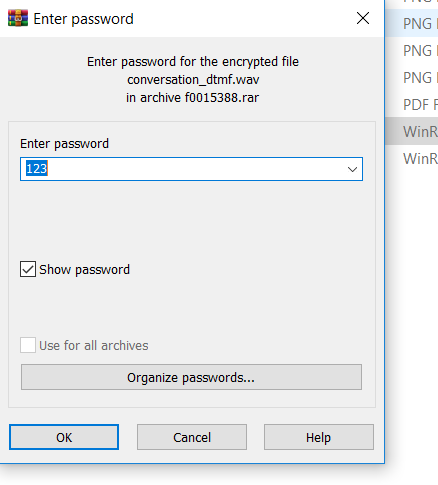 Enter password
Enter password for the encrypted file
conversation_dtmf.wav
in archive f0015388.rar
Enter password
123
Show password
Use for all archives
Organize passwords...
OK
Cancel
Help
PNG
PNG
PNG
PDF F
WinR
WinR